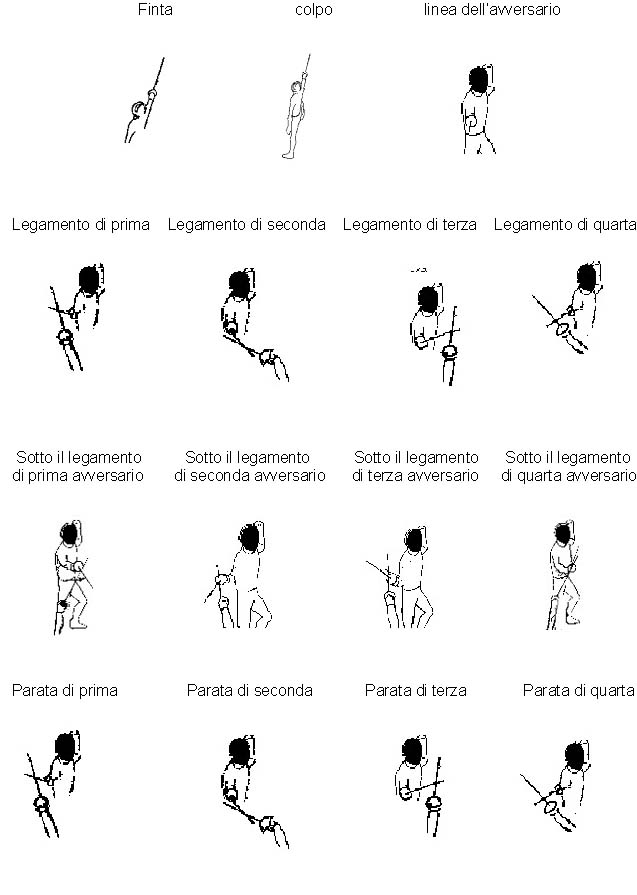 Finta colpo linea dell'avversario
Legamento di prima Legamento di seconda Legamento di terza Legamento di quarta
Sotto il legamento Sotto il legamento Sotto il legamento Sotto il legamento
di prima avversario di seconda avversario di terza avversario di quarta avversario
Parata di prima Parata di seconda Parata di terza Parata di quarta